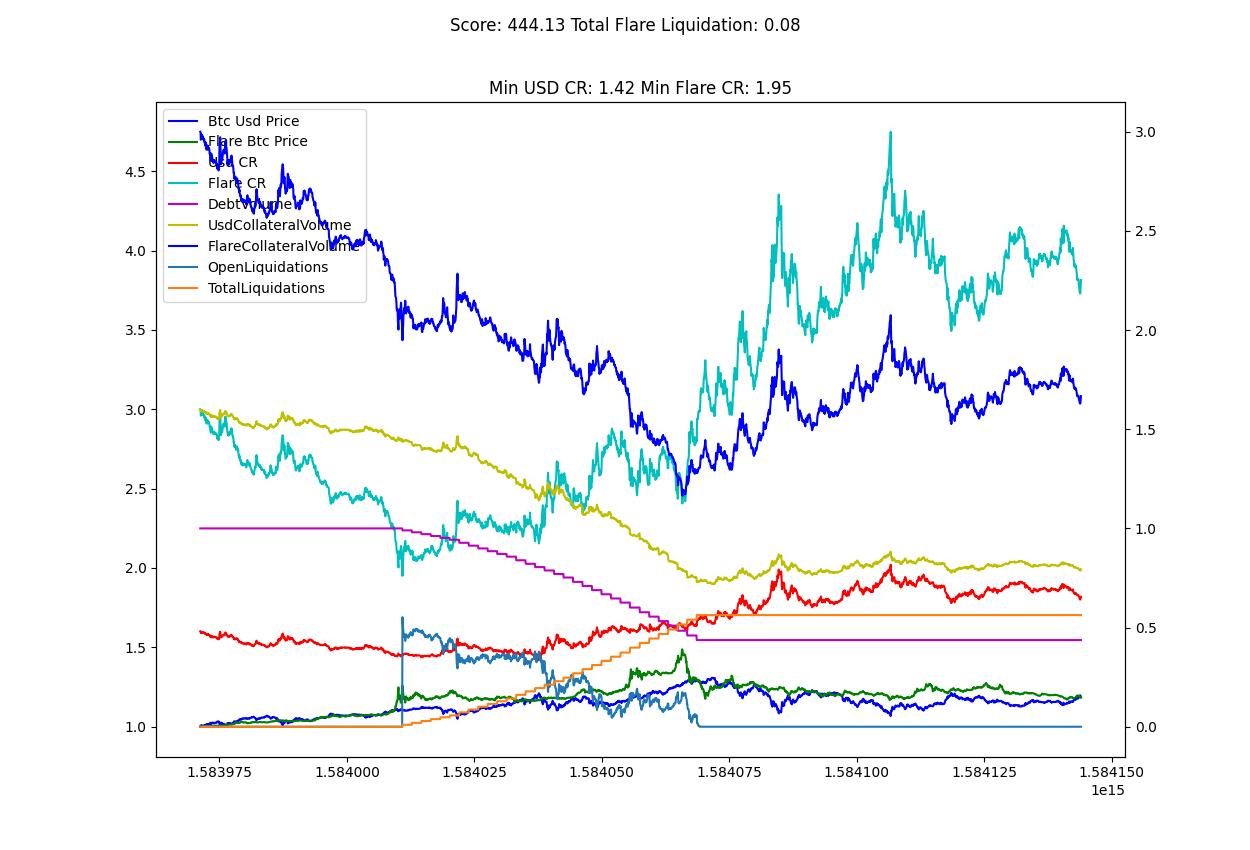 Score: 444.13 Total Flare Liquidation: 0.08
Min USD CR: 1.42 Min Flare CR: 1.95
Btc Usd Price
Flare Btc Price
Usd CR
Flare CR
DebtVolume
UsdCollateralVolume
FlareCollateralVolume
OpenLiquidations
TotalLiquidations
4.5
4.0
3.5
3.0
2.5
2.0
1.5
1.0
3.0
2.5
2.0
1.5
1.0
0.5
0.0
1.583975
1.584000
1.584025
1.584050
1.584075
1.584100
1.584125
1.584150
1e15